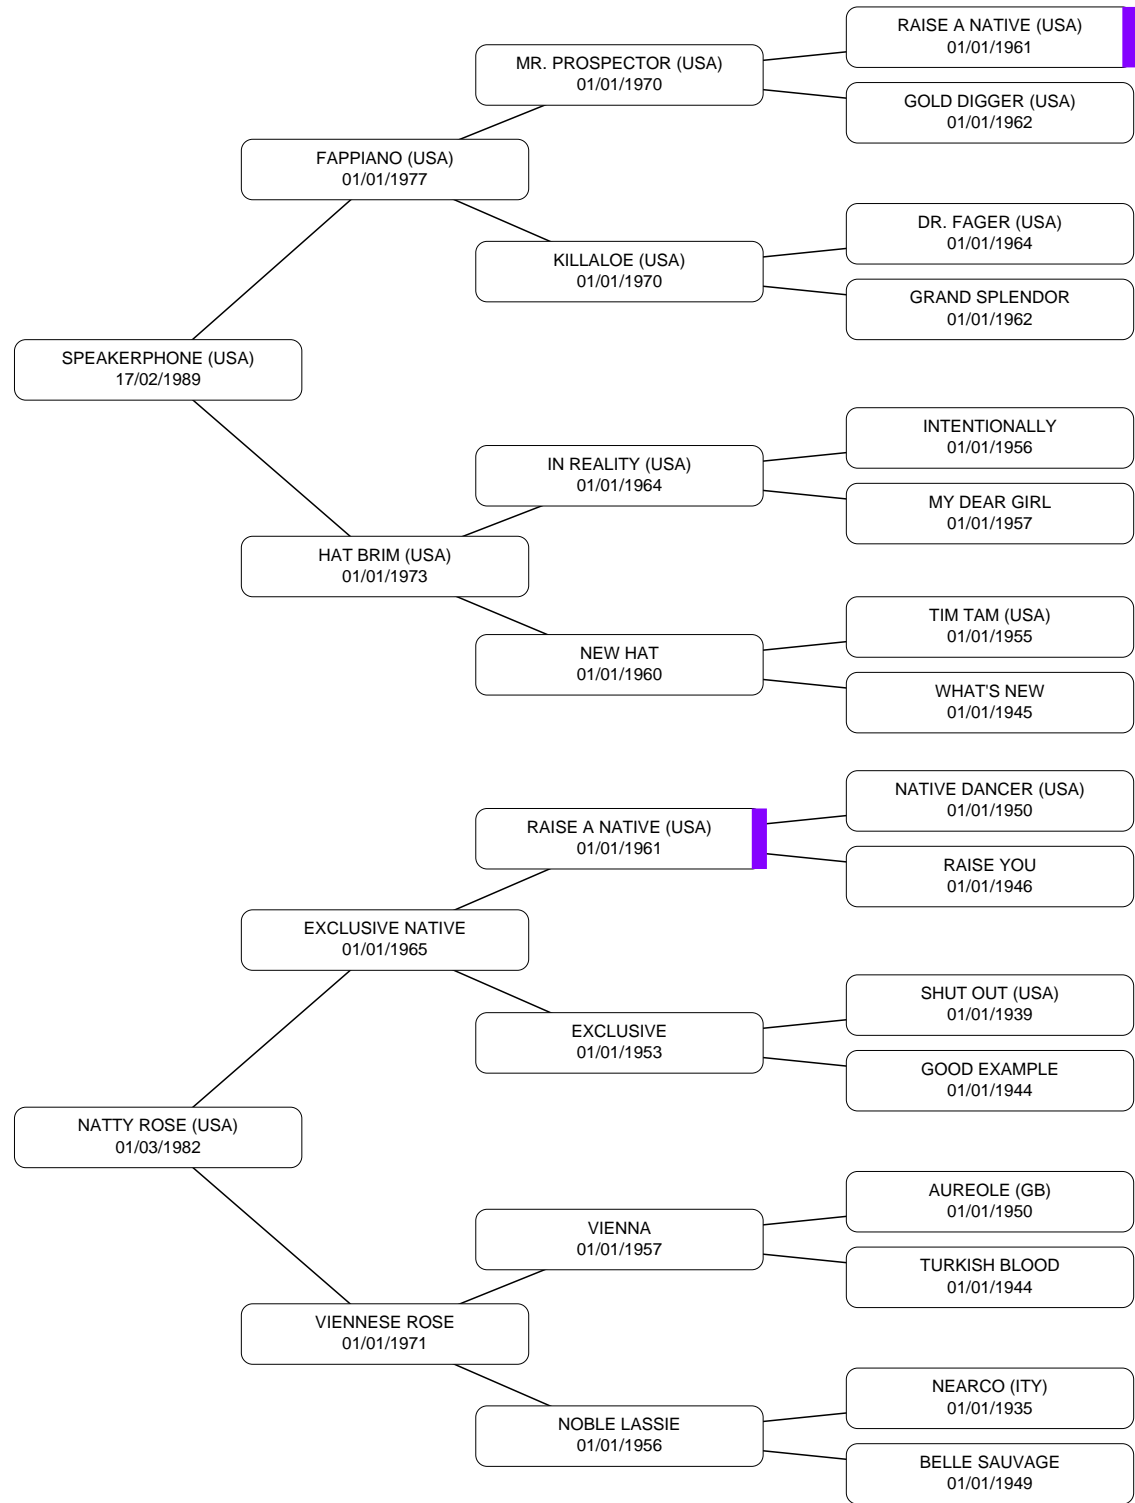 RAISE A NATIVE (USA)
01/01/1961
MR. PROSPECTOR (USA)
01/01/1970
GOLD DIGGER (USA)
01/01/1962
FAPPIANO (USA)
01/01/1977
DR. FAGER (USA)
01/01/1964
KILLALOE (USA)
01/01/1970
GRAND SPLENDOR
01/01/1962
SPEAKERPHONE (USA)
17/02/1989
INTENTIONALLY
01/01/1956
IN REALITY (USA)
01/01/1964
MY DEAR GIRL
01/01/1957
HAT BRIM (USA)
01/01/1973
TIM TAM (USA)
01/01/1955
NEW HAT
01/01/1960
WHAT'S NEW
01/01/1945
NATIVE DANCER (USA)
01/01/1950
RAISE A NATIVE (USA)
01/01/1961
RAISE YOU
01/01/1946
EXCLUSIVE NATIVE
01/01/1965
SHUT OUT (USA)
01/01/1939
EXCLUSIVE
01/01/1953
GOOD EXAMPLE
01/01/1944
NATTY ROSE (USA)
01/03/1982
AUREOLE (GB)
01/01/1950
VIENNA
01/01/1957
TURKISH BLOOD
01/01/1944
VIENNESE ROSE
01/01/1971
NEARCO (ITY)
01/01/1935
NOBLE LASSIE
01/01/1956
BELLE SAUVAGE
01/01/1949